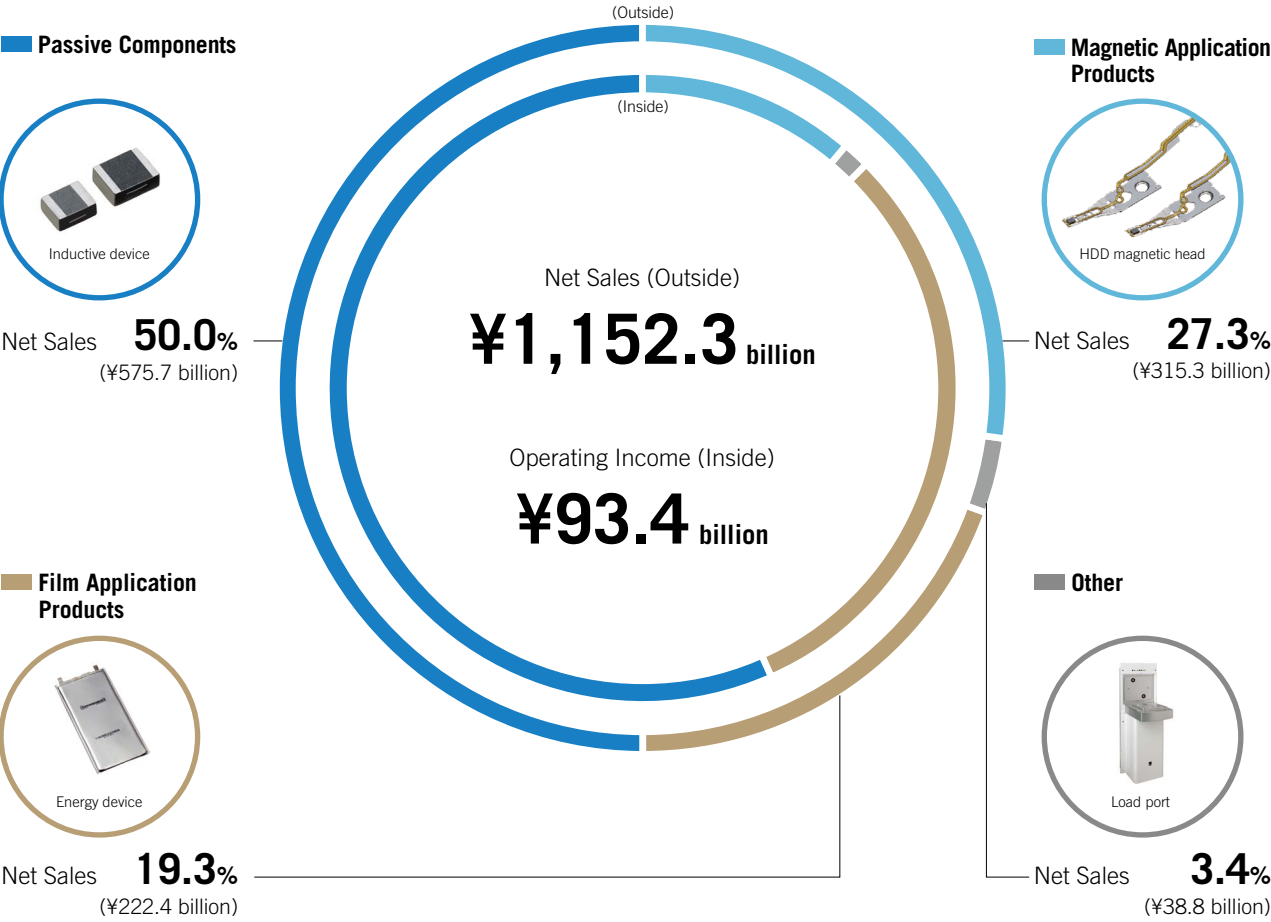 (Outside)
(Inside)
Passive Components
Inductive device
Net Sales 50.0%
(¥575.7 billion)
Magnetic Application
Products
HDD magnetic head
Net Sales 27.3%
(¥315.3 billion)
Net Sales (Outside)
¥1,152.3 billion
Operating Income (Inside)
¥93.4 billion
Film Application
Products
Energy device
Net Sales 19.3%
(¥222.4 billion)
Other
Load port
Net Sales 3.4%
(¥38.8 billion)